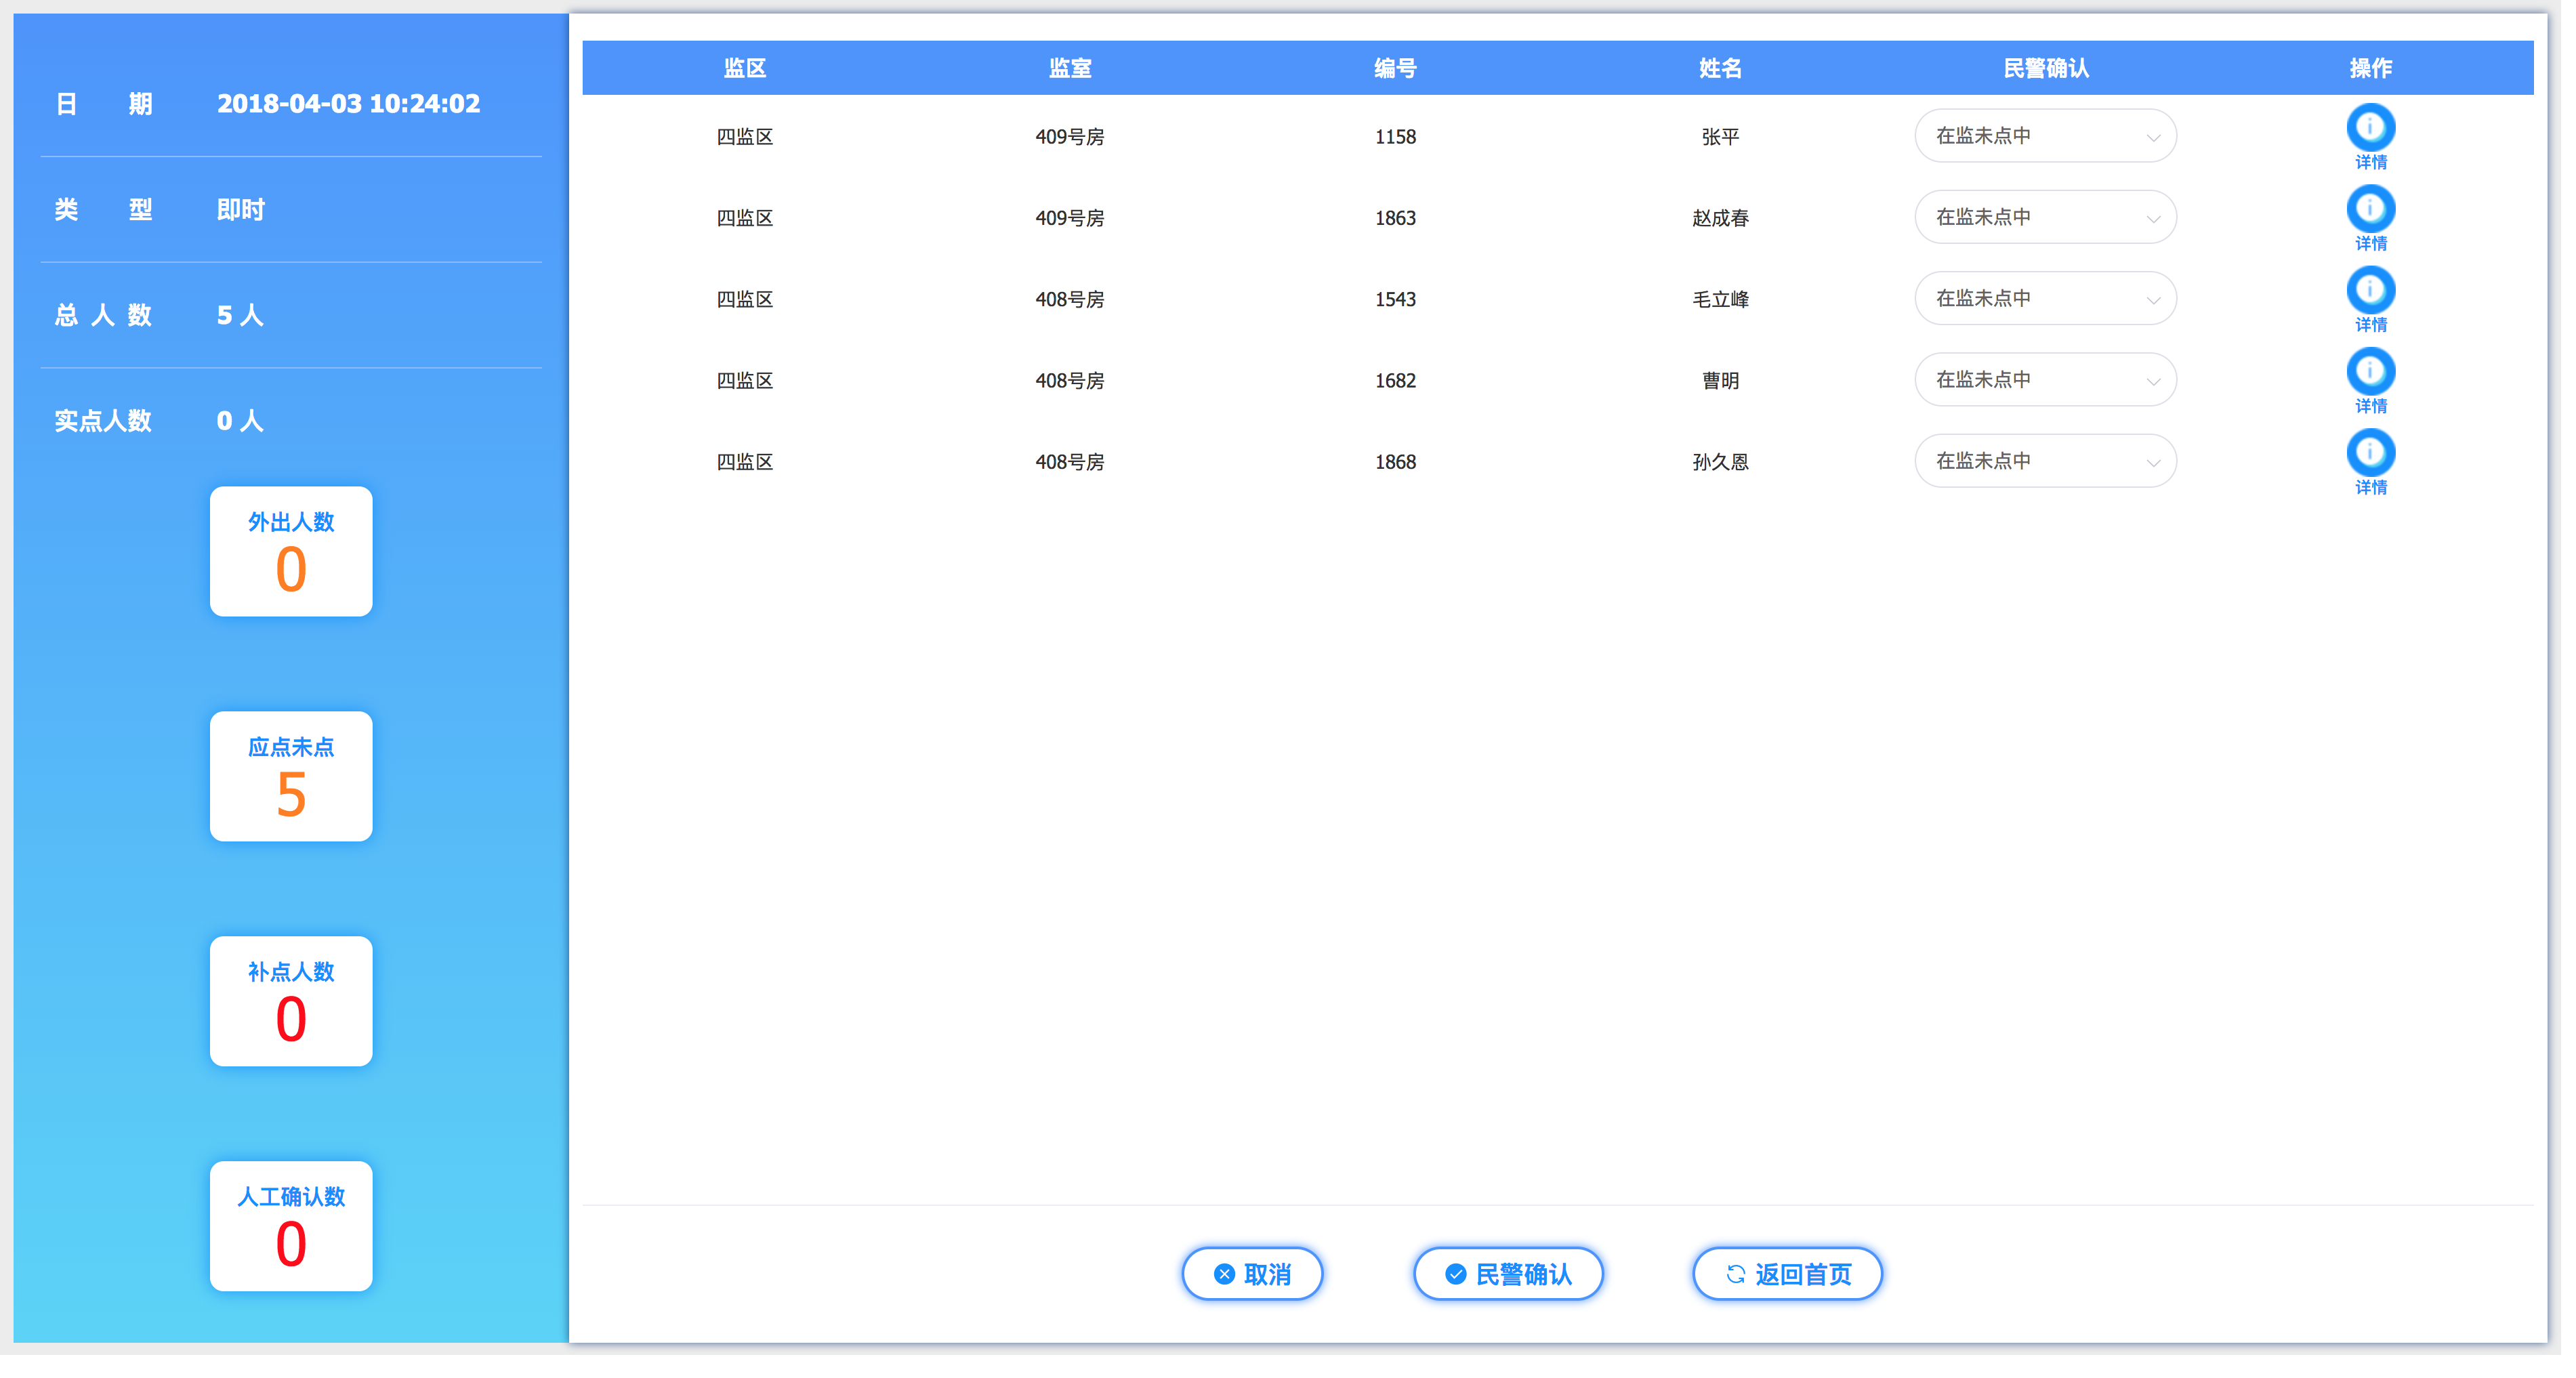 日 期 2018-04-03 10:24:02
类 型 即时
总 人 数 5 人
实点人数 0 人
外出人数
0
应点未点
5
补点人数
0
人工确认数
0
监区 监室 编号 姓名 民警确认 操作
四监区 409号房 1158 张平 在监未点中 详情
四监区 409号房 1863 赵成春 在监未点中 详情
四监区 408号房 1543 毛立峰 在监未点中 详情
四监区 408号房 1682 曹明 在监未点中 详情
四监区 408号房 1868 孙久恩 在监未点中 详情
取消 民警确认 返回首页